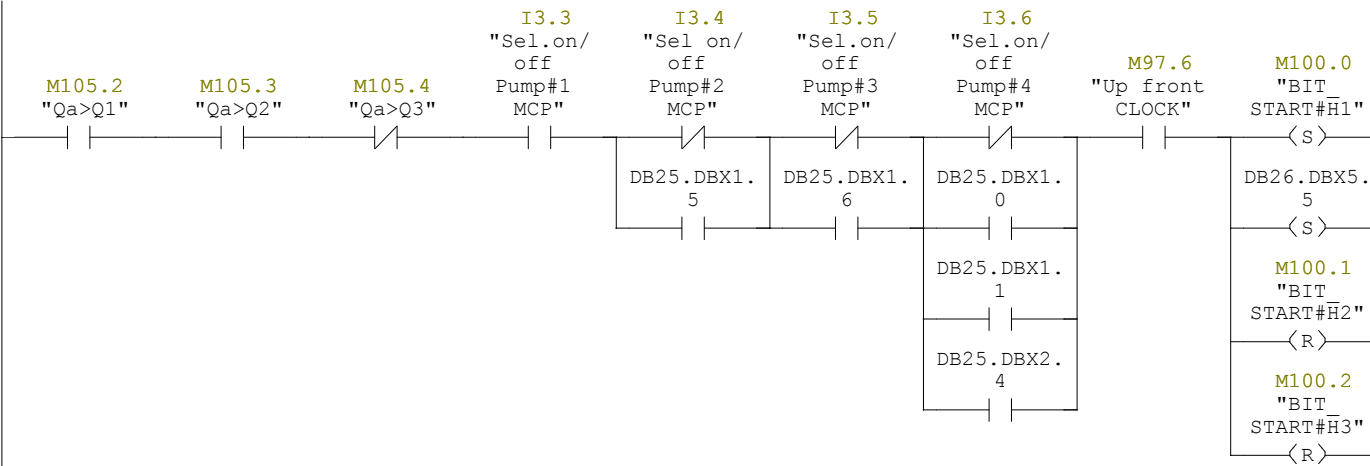 I3.3
"Sel.on/
off
Pump#1
MCP"
I3.4
"Sel on/
off
Pump#2
MCP"
I3.5
"Sel.on/
off
Pump#3
MCP"
I3.6
"Sel.on/
off
Pump#4
MCP"
M105.2
"Qa>Q1"
M105.3
"Qa>Q2"
M105.4
"Qa>Q3"
M97.6
"Up front
CLOCK"
M100.0
"BIT_
START#H1"
S
DB25.DBX1.
5
DB25.DBX1.
6
DB25.DBX1.
0
DB26.DBX5.
5
S
DB25.DBX1.
1
M100.1
"BIT_
START#H2"
R
DB25.DBX2.
4
M100.2
"BIT_
START#H3"
R